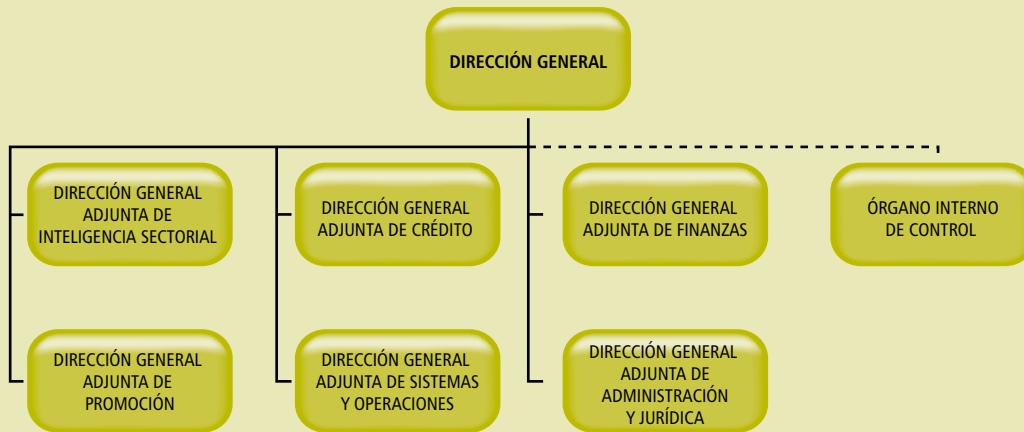 DIRECCIÓN GENERAL
DIRECCIÓN GENERAL
ADJUNTA DE
INTELIGENCIA SECTORIAL
DIRECCIÓN GENERAL
ADJUNTA DE CRÉDITO
DIRECCIÓN GENERAL
ADJUNTA DE FINANZAS
ÓRGANO INTERNO
DE CONTROL
DIRECCIÓN GENERAL
ADJUNTA DE
PROMOCIÓN
DIRECCIÓN GENERAL
ADJUNTA DE SISTEMAS
Y OPERACIONES
DIRECCIÓN GENERAL
ADJUNTA DE
ADMINISTRACIÓN
Y JURÍDICA